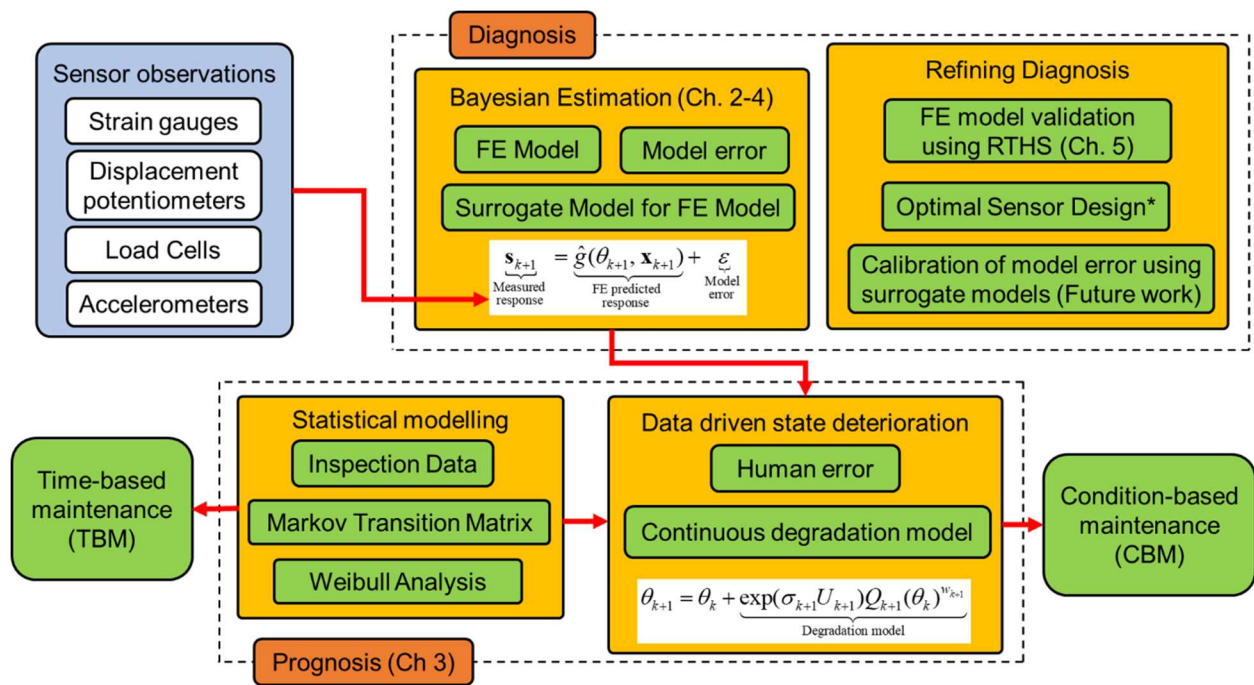 Diagnosis
Sensor observations
Strain gauges
Displacement
potentiometers
Load Cells
Accelerometers
Bayesian Estimation (Ch. 2-4)
FE Model
Model error
Surrogate Model for FE Model
s_{k+1} = ĝ(θ_{k+1}, x_{k+1}) + ε
Measured
response
FE predicted
response
Model
error
Refining Diagnosis
FE model validation
using RTHS (Ch. 5)
Optimal Sensor Design*
Calibration of model error using
surrogate models (Future work)
Time-based
maintenance
(TBM)
Statistical modelling
Inspection Data
Markov Transition Matrix
Weibull Analysis
Data driven state deterioration
Human error
Continuous degradation model
θ_{k+1} = θ_k + exp(σ_{k+1}U_{k+1})Q_{k+1}(θ_k)^{w_{k+1}}
Degradation model
Condition-based
maintenance
(CBM)
Prognosis (Ch 3)